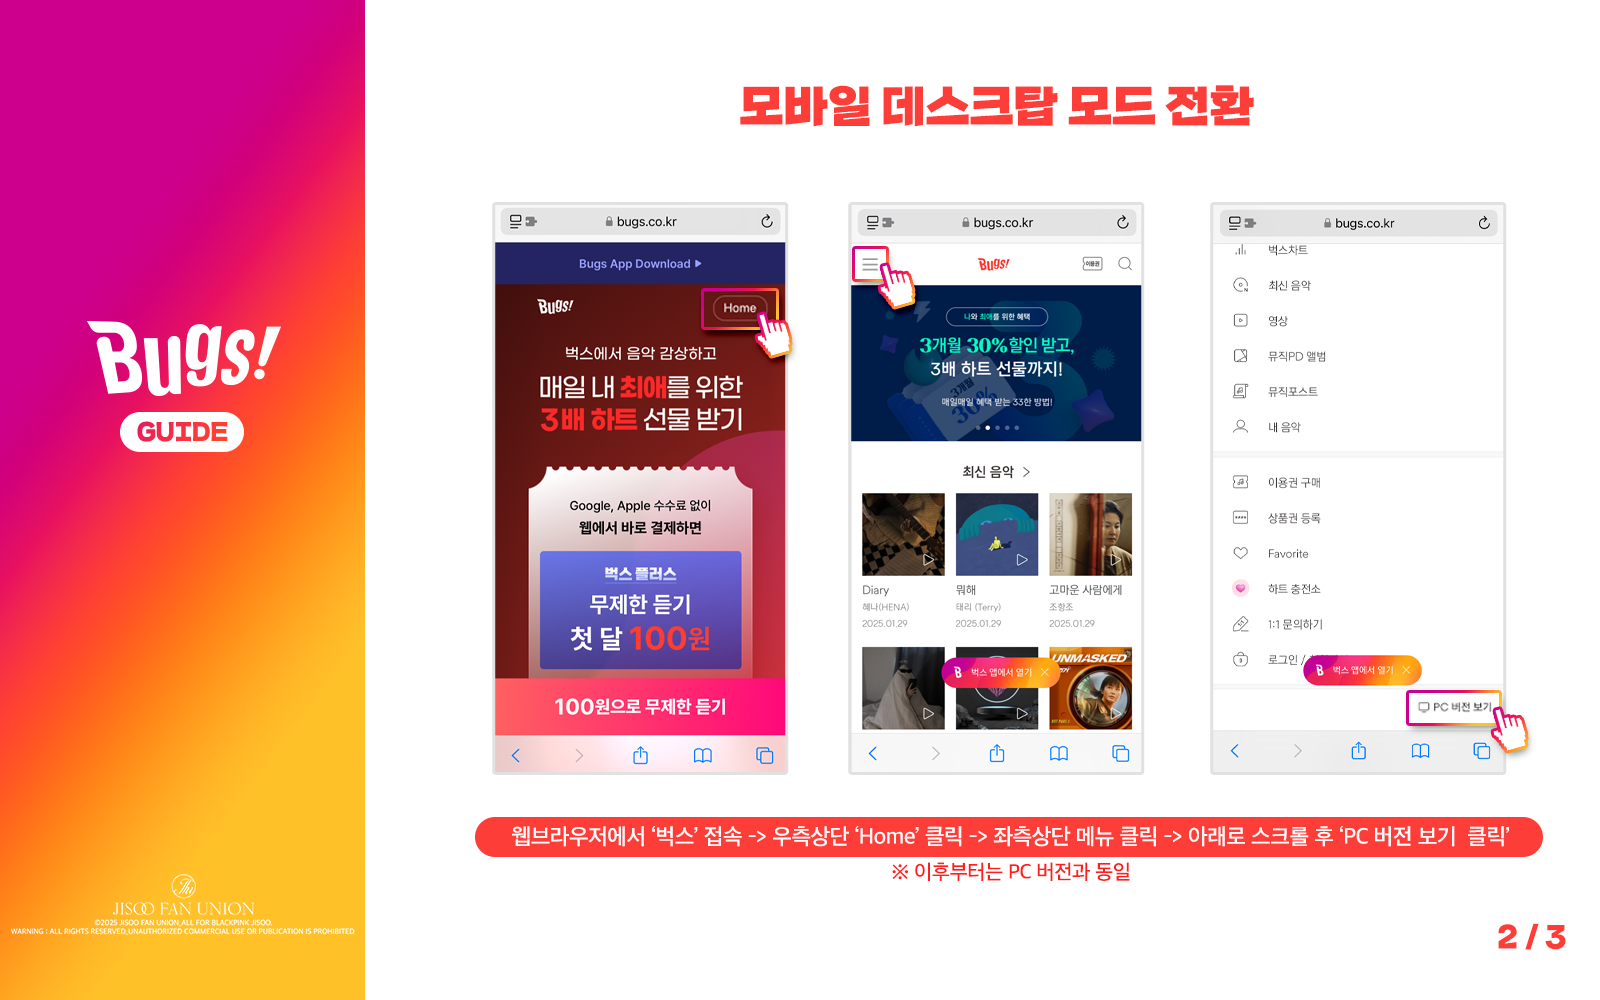 Bugs!
GUIDE
JISOO FAN UNION
©2025 JISOO FAN UNION,ALL FOR BLACKPINK JISOO.
WARNING : ALL RIGHTS RESERVED,UNAUTHORIZED COMMERCIAL USE OR PUBLICATION IS PROHIBITED
모바일 데스크탑 모드 전환
bugs.co.kr
Bugs App Download ▶
Bugs!
Home
벅스에서 음악 감상하고
매일 내 최애를 위한
3배 하트 선물 받기
Google, Apple 수수료 없이
웹에서 바로 결제하면
벅스 플러스
무제한 듣기
첫 달 100원
100원으로 무제한 듣기
bugs.co.kr
Bugs!
이용권
나와 최애를 위한 혜택
3개월 30%할인 받고,
3배 하트 선물까지!
3개월
30%
매일매일 혜택 받는 33한 방법!
최신 음악 >
Diary
혜나(HENA)
2025.01.29
뭐해
태리 (Terry)
2025.01.29
고마운 사람에게
조항조
2025.01.29
UNMASKED
벅스 앱에서 열기 ×
bugs.co.kr
벅스차트
최신 음악
영상
뮤직PD 앨범
뮤직포스트
내 음악
이용권 구매
상품권 등록
Favorite
하트 충전소
1:1 문의하기
로그인 /
벅스 앱에서 열기 ×
PC 버전 보기
웹브라우저에서 ‘벅스’ 접속 -> 우측상단 ‘Home’ 클릭 -> 좌측상단 메뉴 클릭 -> 아래로 스크롤 후 ‘PC 버전 보기  클릭’
※ 이후부터는 PC 버전과 동일
2 / 3